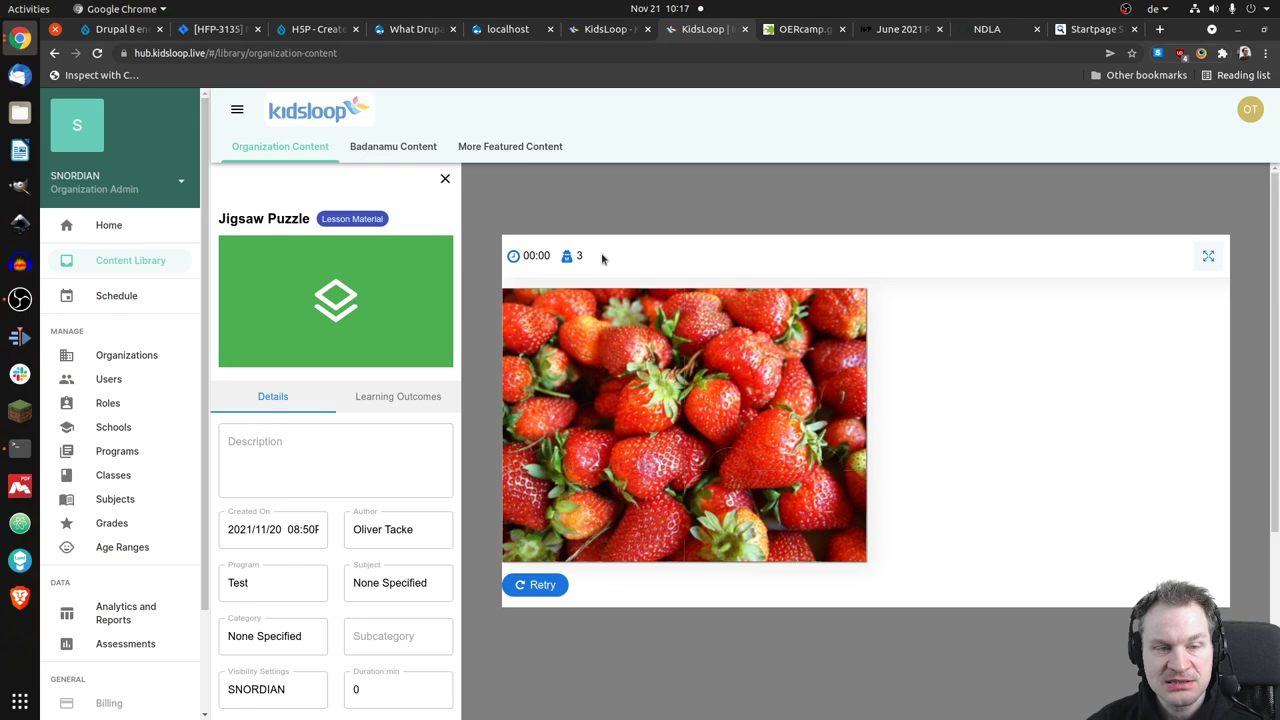 Activities
Google Chrome
Nov 21 10:17
de
Drupal 8 en
[HFP-3135]
H5P - Create
What Drupa
localhost
KidsLoop - H
KidsLoop | I
OERcamp.g
June 2021 R
NDLA
Startpage S
hub.kidsloop.live/#/library/organization-content
4
Inspect with C...
Other bookmarks
Reading list
S
SNORDIAN
Organization Admin
Home
Content Library
Schedule
MANAGE
Organizations
Users
Roles
Schools
Programs
Classes
Subjects
Grades
Age Ranges
DATA
Analytics and
Reports
Assessments
GENERAL
Billing
kidsloop
OT
Organization Content
Badanamu Content
More Featured Content
Jigsaw Puzzle
Lesson Material
Details
Learning Outcomes
Description
Created On
2021/11/20 08:50P
Author
Oliver Tacke
Program
Test
Subject
None Specified
Category
None Specified
Subcategory
Visibility Settings
SNORDIAN
Duration:min
0
00:00
3
Retry
PDF